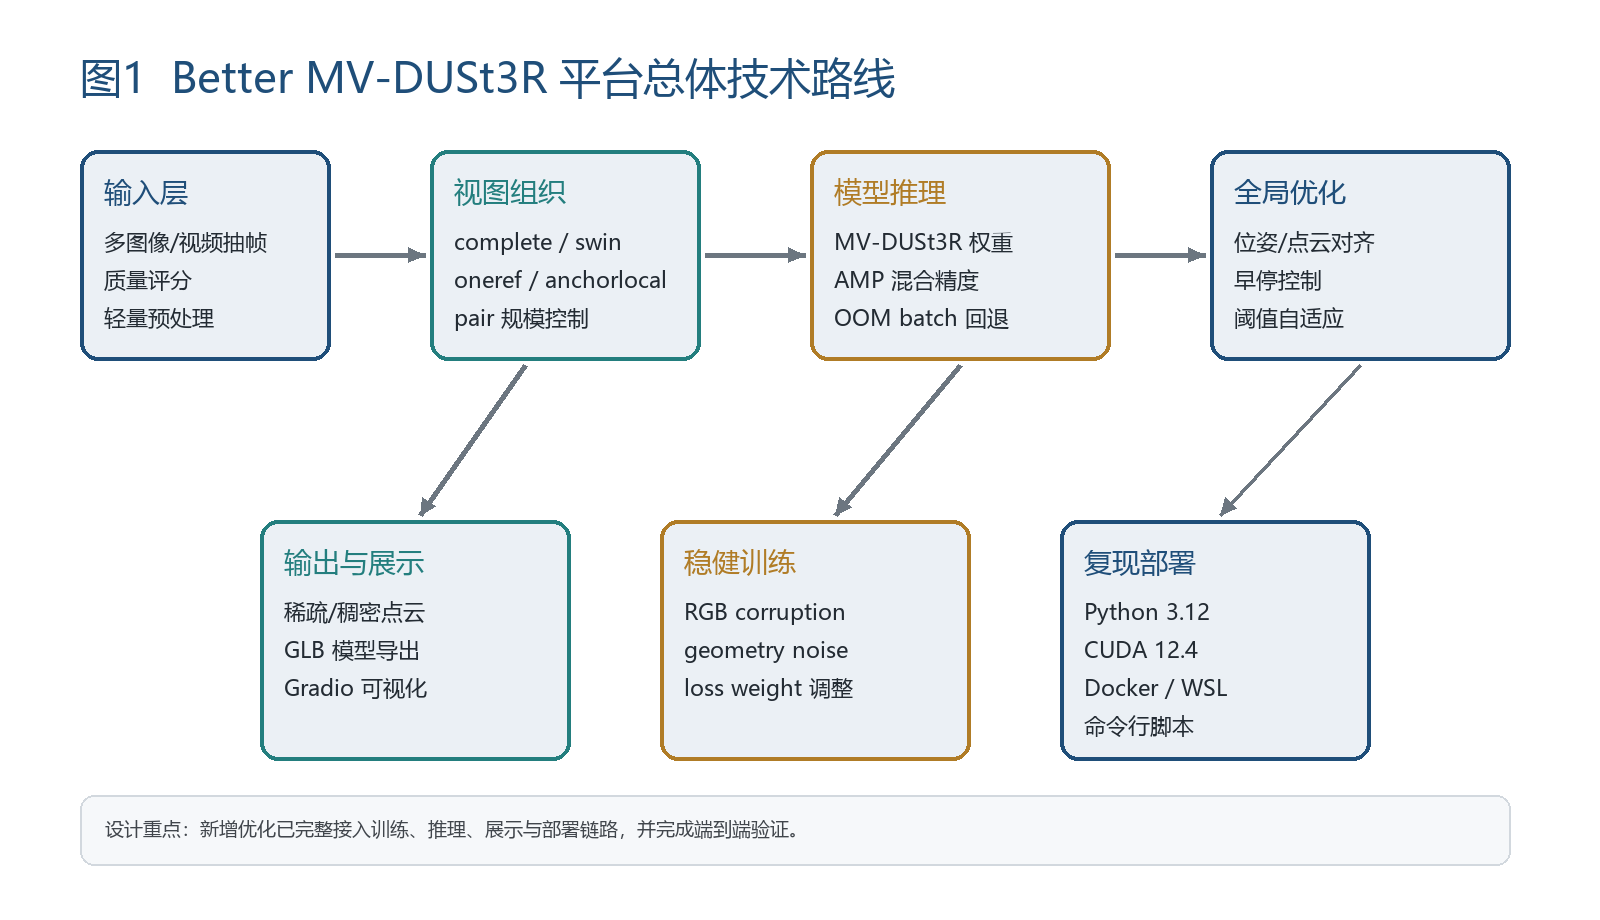 图1 Better MV-DUSt3R 平台总体技术路线
输入层
多图像/视频抽帧
质量评分
轻量预处理
视图组织
complete / swin
oneref / anchorlocal
pair 规模控制
模型推理
MV-DUSt3R 权重
AMP 混合精度
OOM batch 回退
全局优化
位姿/点云对齐
早停控制
阈值自适应
输出与展示
稀疏/稠密点云
GLB 模型导出
Gradio 可视化
稳健训练
RGB corruption
geometry noise
loss weight 调整
复现部署
Python 3.12
CUDA 12.4
Docker / WSL
命令行脚本
设计重点：新增优化已完整接入训练、推理、展示与部署链路，并完成端到端验证。